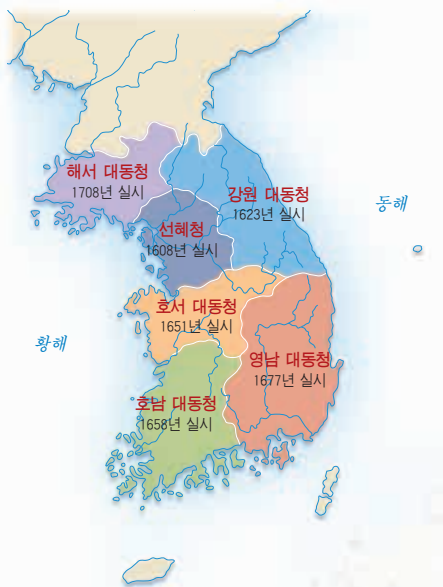 해서 대동청
1708년 실시
강원 대동청
1623년 실시
동해
선혜청
1608년 실시
호서 대동청
1651년 실시
황해
영남 대동청
1677년 실시
호남 대동청
1658년 실시